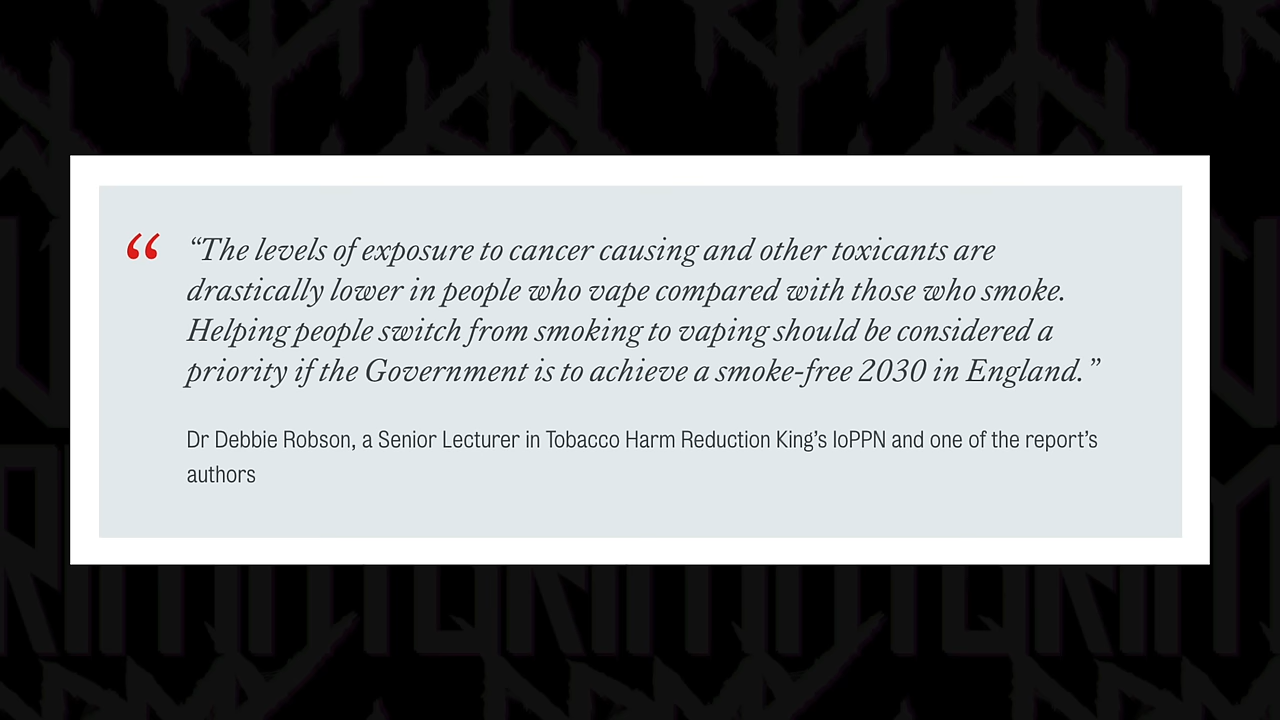 “
“The levels of exposure to cancer causing and other toxicants are
drastically lower in people who vape compared with those who smoke.
Helping people switch from smoking to vaping should be considered a
priority if the Government is to achieve a smoke-free 2030 in England.”
Dr Debbie Robson, a Senior Lecturer in Tobacco Harm Reduction King’s IoPPN and one of the report’s
authors